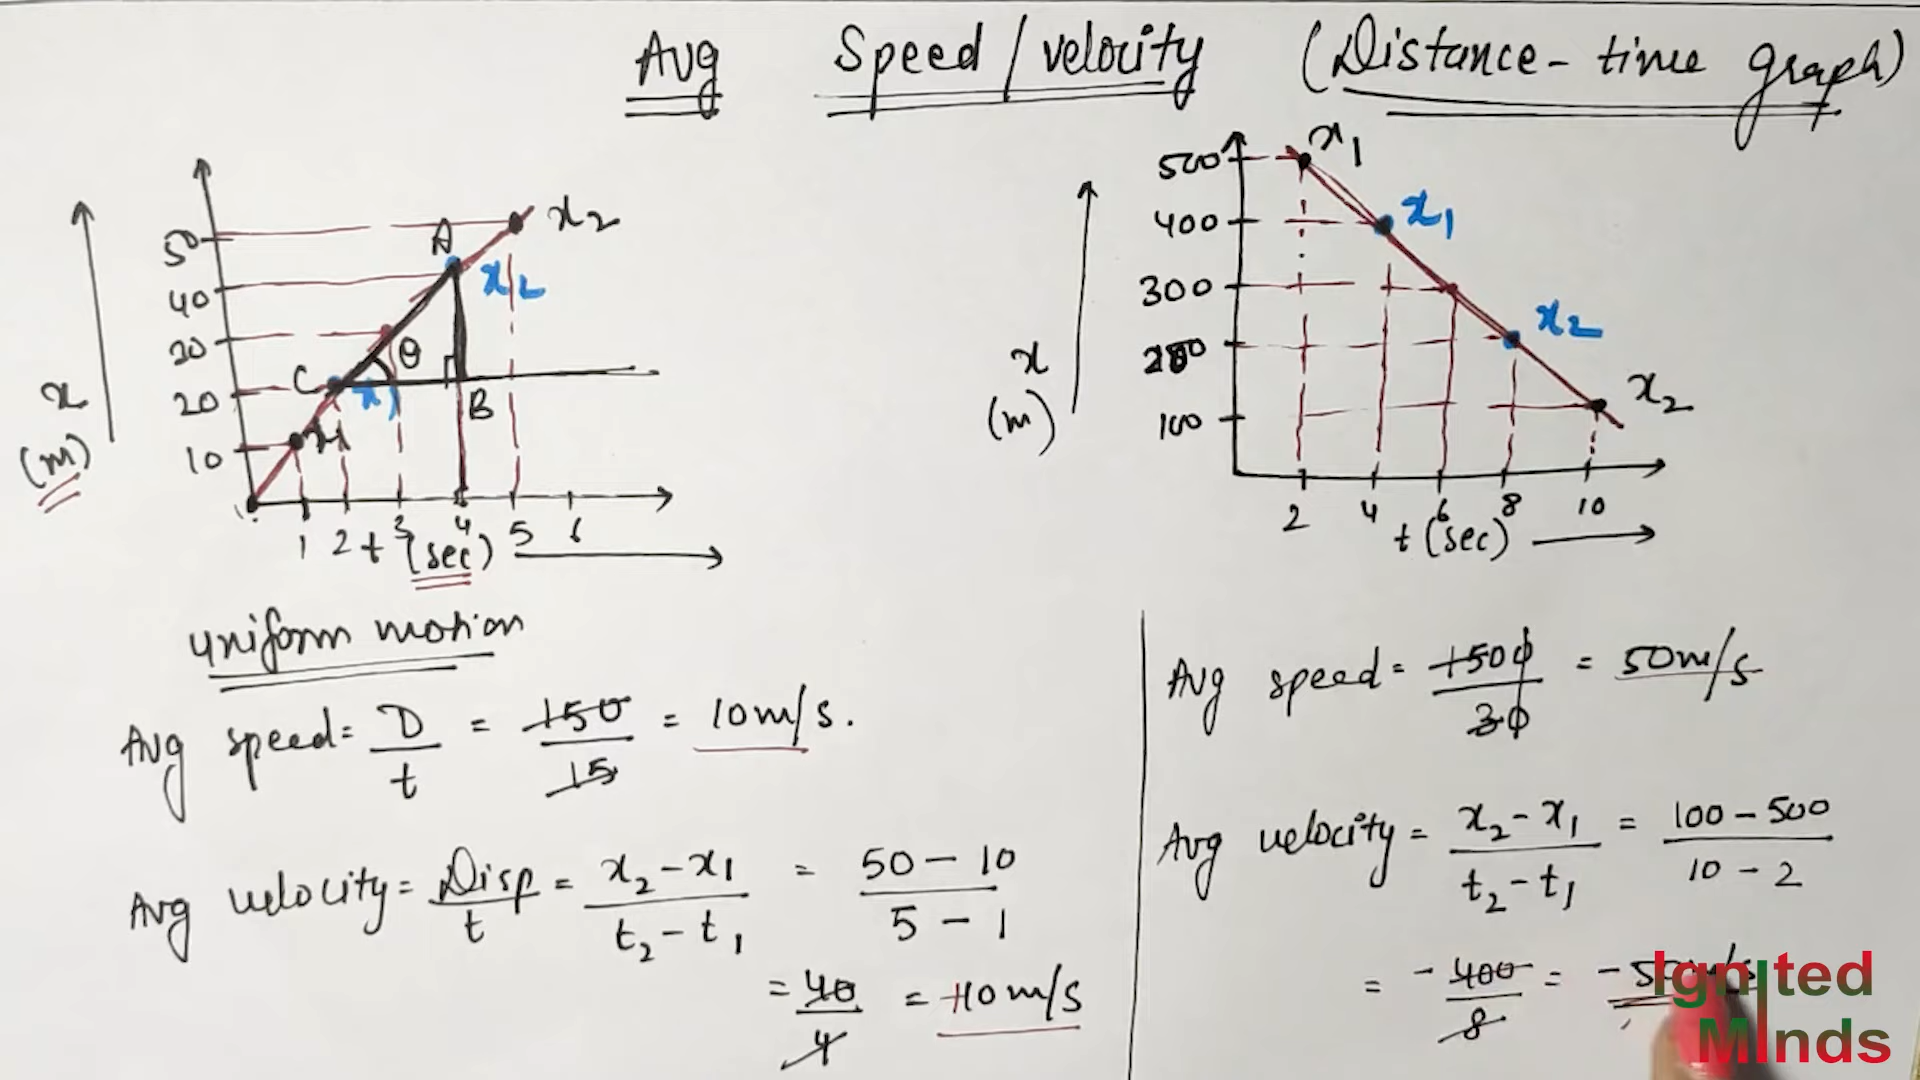 Avg Speed/velocity (Distance-time graph)
x2
A
50
x2
40
30
θ
C
x1
20
B
x
(m)
x1
10
1 2 3 4 5 6
t (sec)
x1
500
400
x1
300
x2
200
x
(m)
x2
100
2 4 6 8 10
t (sec)
uniform motion
Avg speed = D/t = 150/15 = 10m/s.
Avg velocity = Disp/t = x2-x1/t2-t1 = 50-10/5-1
= 40/4 = +10m/s
Avg speed = 1500/30 = 50m/s
Avg velocity = x2-x1/t2-t1 = 100-500/10-2
= -400/8 =
Ignited
Minds